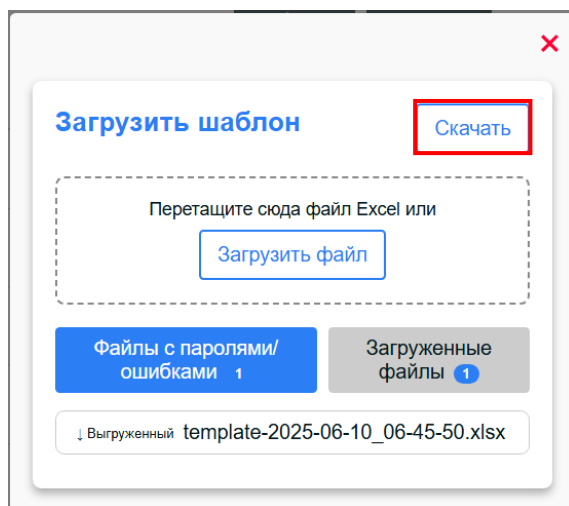 Загрузить шаблон
Скачать
Перетащите сюда файл Excel или
Загрузить файл
Файлы с паролями/
ошибками 1
Загруженные
файлы 1
↓ Выгруженный template-2025-06-10_06-45-50.xlsx